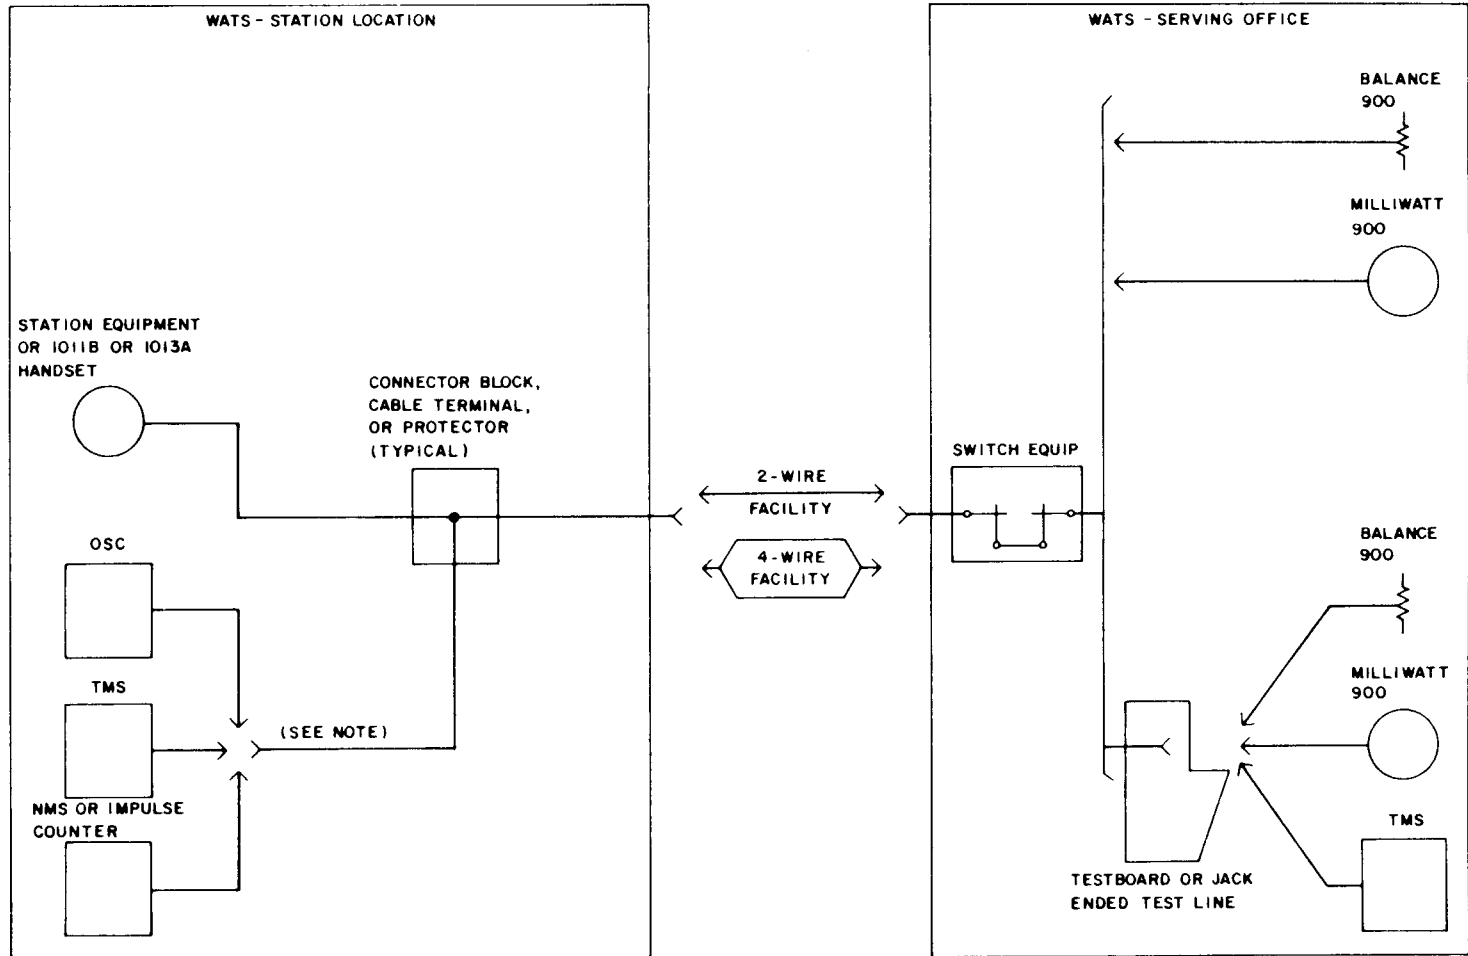 WATS - STATION LOCATION
STATION EQUIPMENT
OR 1011B OR 1013A
HANDSET
CONNECTOR BLOCK,
CABLE TERMINAL,
OR PROTECTOR
(TYPICAL)
OSC
TMS
(SEE NOTE)
NMS OR IMPULSE
COUNTER
2-WIRE
FACILITY
4-WIRE
FACILITY
WATS - SERVING OFFICE
BALANCE
900
MILLIWATT
900
SWITCH EQUIP
BALANCE
900
MILLIWATT
900
TMS
TESTBOARD OR JACK
ENDED TEST LINE